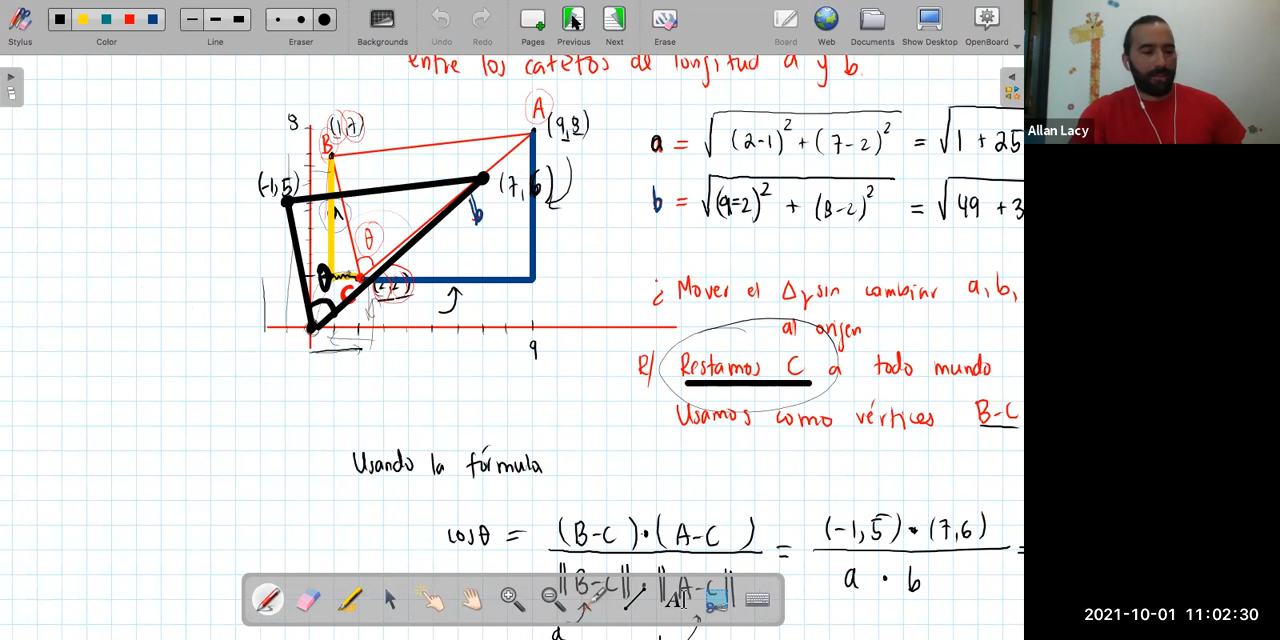 Stylus
Color
Line
Eraser
Backgrounds
Undo
Redo
Pages
Previous
Next
Erase
Board
Web
Documents
Show Desktop
OpenBoard
entre los catetos de longitud a y b.
8
B (1,7)
A (9,8)
(-1,5)
(7,6)
b
θ
C
(2,2)
9
a = √(2-1)² + (7-2)² = √1 + 25
b = √(9-2)² + (8-2)² = √49 + 3
¿ Mover el Δ, sin cambiar a, b,
al origen
R/ Restamos C a todo mundo
Usamos como vértices B-C
Usando la fórmula
cosθ = (B-C)·(A-C) / ‖B-C‖·‖A-C‖ = (-1,5)·(7,6) / a · b =
a
Allan Lacy
2021-10-01 11:02:30